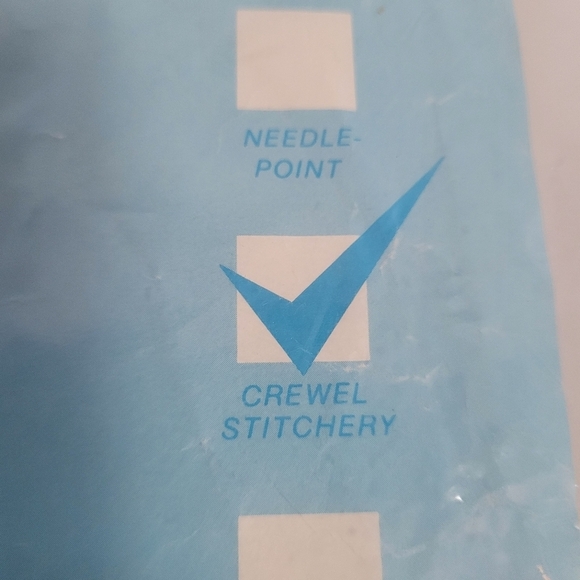 NEEDLE-
POINT
CREWEL
STITCHERY